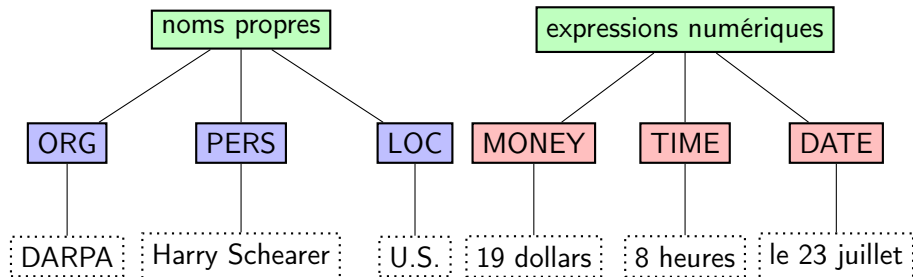 noms propres
expressions numériques
ORG
PERS
LOC
MONEY
TIME
DATE
DARPA
Harry Schearer
U.S.
19 dollars
8 heures
le 23 juillet